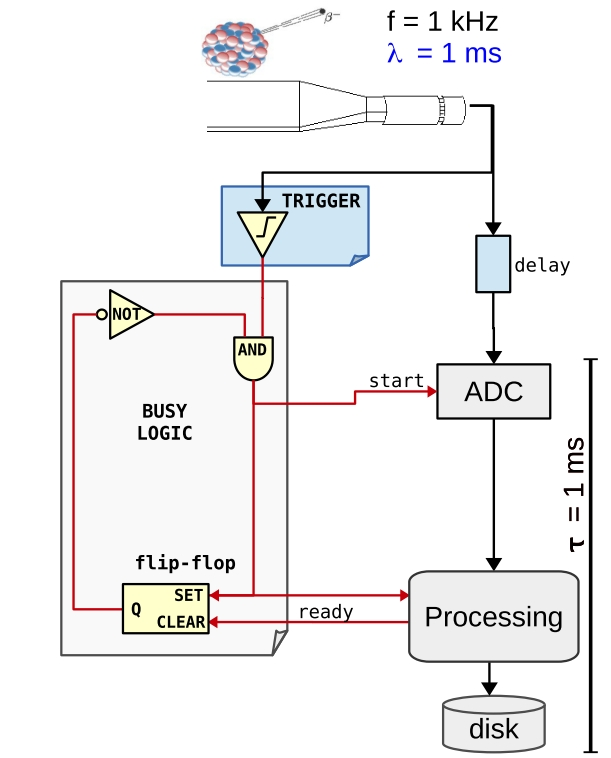 β−
f = 1 kHz
λ = 1 ms
TRIGGER
delay
NOT
AND
start
ADC
BUSY
LOGIC
τ = 1 ms
flip-flop
SET
Q
CLEAR
ready
Processing
disk